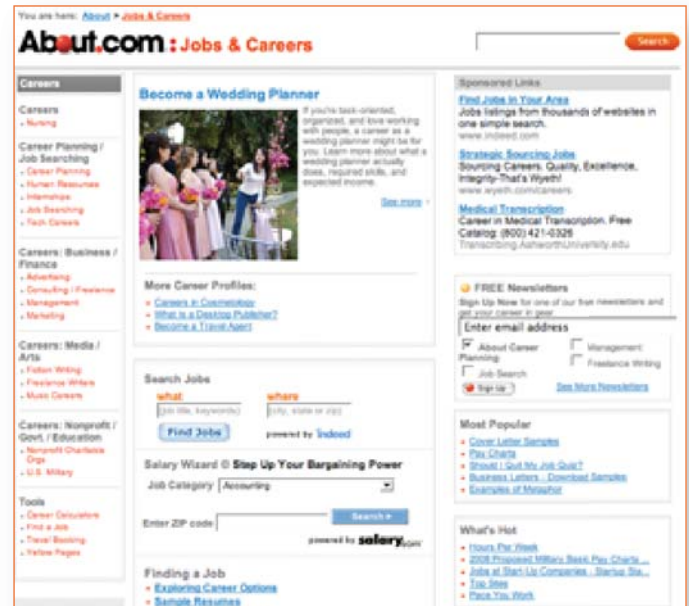 You are here: About > Jobs & Careers
About.com : Jobs & Careers
Search
Careers
Careers
Nursing
Career Planning /
Job Searching
Career Planning
Human Resources
Internships
Job Searching
Tech Careers
Careers: Business /
Finance
Advertising
Consulting / Freelance
Management
Marketing
Careers: Media /
Arts
Fiction Writing
Freelance Writers
Music Careers
Careers: Nonprofit /
Govt. / Education
Nonprofit Charitable
Orgs
U.S. Military
Tools
Career Calculators
Find a Job
Travel Booking
Yellow Pages
Become a Wedding Planner
If you're task-oriented,
organized, and love working
with people, a career as a
wedding planner might be for
you. Learn more about what a
wedding planner actually
does, required skills, and
expected income.
See more
More Career Profiles:
Careers in Cosmetology
What is a Desktop Publisher?
Become a Travel Agent
Search Jobs
what
where
(job title, keywords)
(city, state or zip)
Find Jobs
powered by indeed
Salary Wizard © Step Up Your Bargaining Power
Job Category Accounting
Enter ZIP code
Search
powered by salary.com
Finding a Job
Exploring Career Options
Sample Resumes
Sponsored Links
Find Jobs in Your Area
Jobs listings from thousands of websites in
one simple search.
www.indeed.com
Strategic Sourcing Jobs
Sourcing Careers. Quality, Excellence,
Integrity-That's Wyeth!
www.wyeth.com/careers
Medical Transcription
Career in Medical Transcription. Free
Catalog: (800) 421-0326
Transcribing.AshworthUniversity.edu
FREE Newsletters
Sign Up Now for one of our free newsletters and
get your career in gear
Enter email address
About Career
Planning
Management
Job Search
Freelance Writing
Sign Up
See More Newsletters
Most Popular
Cover Letter Samples
Pay Charts
Should I Quit My Job Quiz?
Business Letters - Download Samples
Examples of Metaphor
What's Hot
Hours Per Week
2008 Proposed Military Basic Pay Charts ...
Jobs at Start-Up Companies - Startup Sta...
Top Sites
Pace You Work